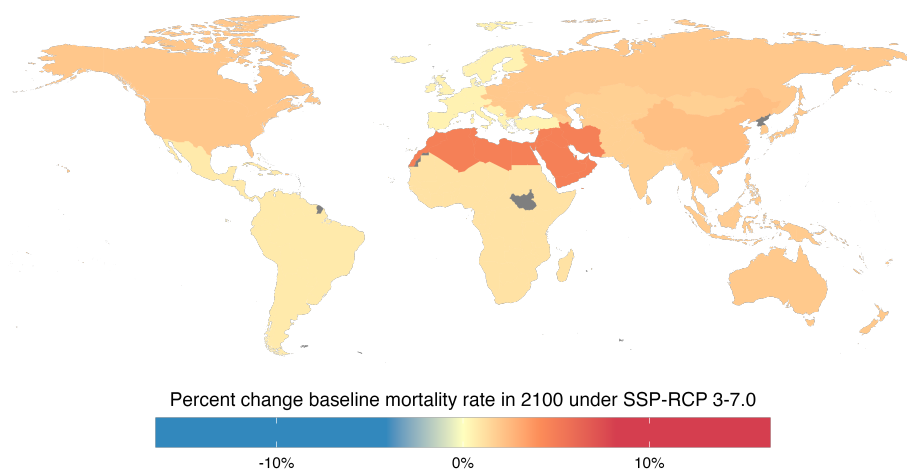 Percent change baseline mortality rate in 2100 under SSP-RCP 3-7.0
-10% 0% 10%